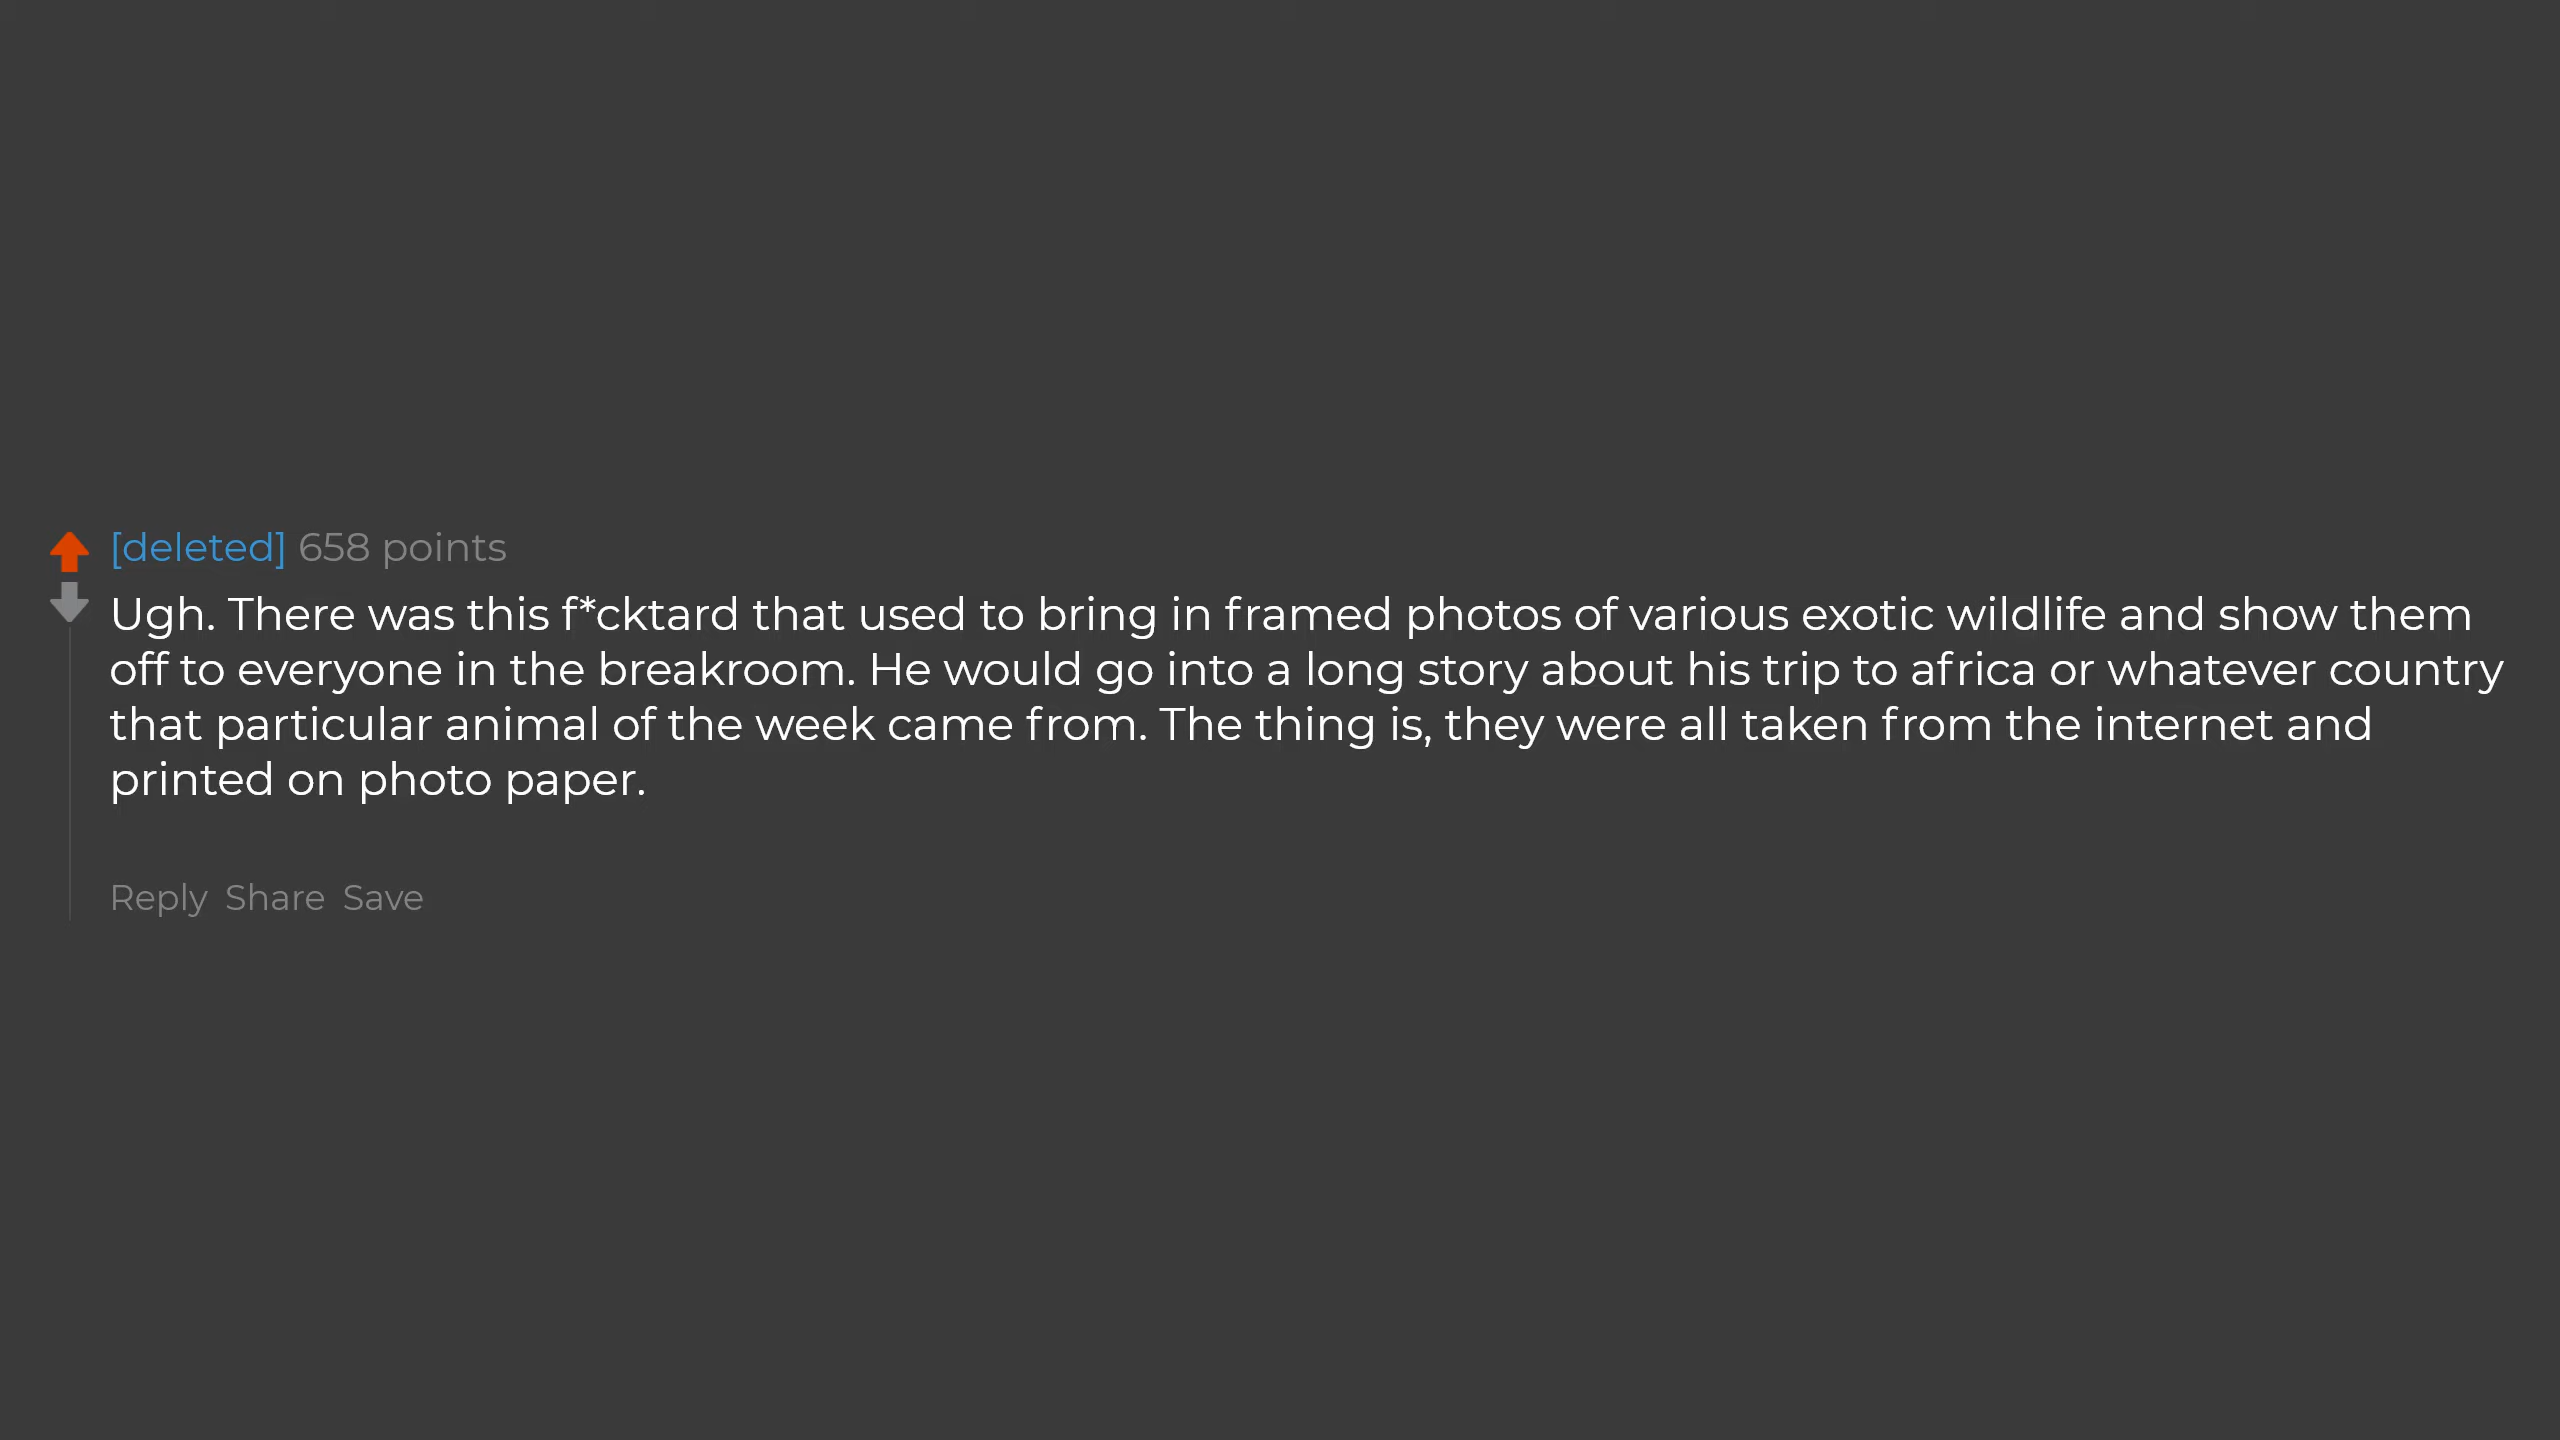 [deleted] 658 points
Ugh. There was this f*cktard that used to bring in framed photos of various exotic wildlife and show them
off to everyone in the breakroom. He would go into a long story about his trip to africa or whatever country
that particular animal of the week came from. The thing is, they were all taken from the internet and
printed on photo paper.
Reply Share Save